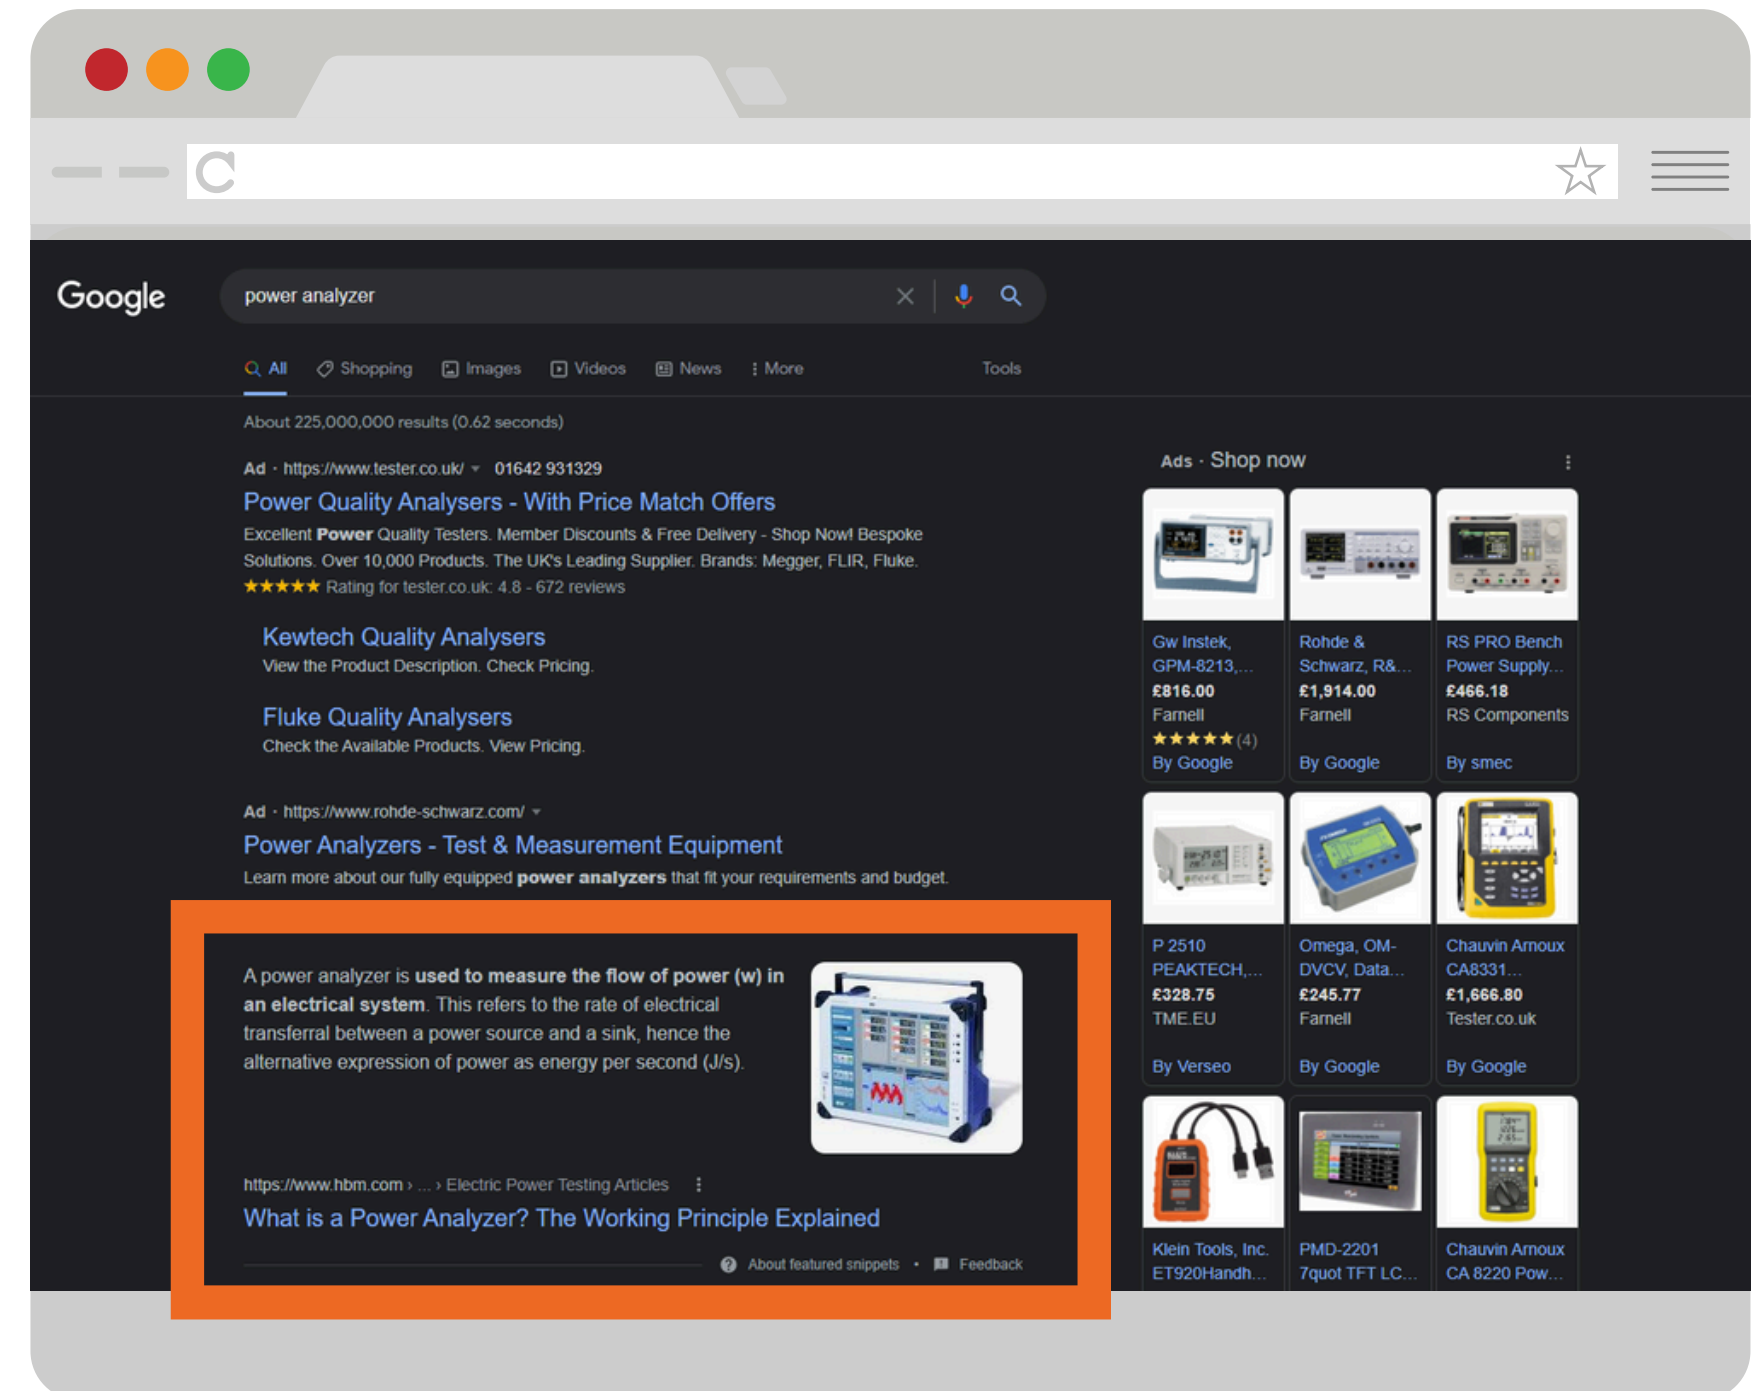 Google
power analyzer
All Shopping Images Videos News More Tools
About 225,000,000 results (0.62 seconds)
Ad · https://www.tester.co.uk/ 01642 931329
Power Quality Analysers - With Price Match Offers
Excellent Power Quality Testers. Member Discounts & Free Delivery - Shop Now! Bespoke
Solutions. Over 10,000 Products. The UK's Leading Supplier. Brands: Megger, FLIR, Fluke.
★★★★★ Rating for tester.co.uk: 4.8 - 672 reviews
Kewtech Quality Analysers
View the Product Description. Check Pricing.
Fluke Quality Analysers
Check the Available Products. View Pricing.
Ad · https://www.rohde-schwarz.com/
Power Analyzers - Test & Measurement Equipment
Learn more about our fully equipped power analyzers that fit your requirements and budget.
A power analyzer is used to measure the flow of power (w) in
an electrical system. This refers to the rate of electrical
transferral between a power source and a sink, hence the
alternative expression of power as energy per second (J/s).
https://www.hbm.com › ... › Electric Power Testing Articles
What is a Power Analyzer? The Working Principle Explained
About featured snippets • Feedback
Ads · Shop now
Gw Instek,
GPM-8213,...
£816.00
Farnell
★★★★★ (4)
By Google
Rohde &
Schwarz, R&...
£1,914.00
Farnell
By Google
RS PRO Bench
Power Supply...
£466.18
RS Components
By smec
P 2510
PEAKTECH,...
£328.75
TME.EU
By Verseo
Omega, OM-
DVCV, Data...
£245.77
Farnell
By Google
Chauvin Arnoux
CA8331...
£1,666.80
Tester.co.uk
By Google
Klein Tools, Inc.
ET920Handh...
PMD-2201
7quot TFT LC...
Chauvin Arnoux
CA 8220 Pow...